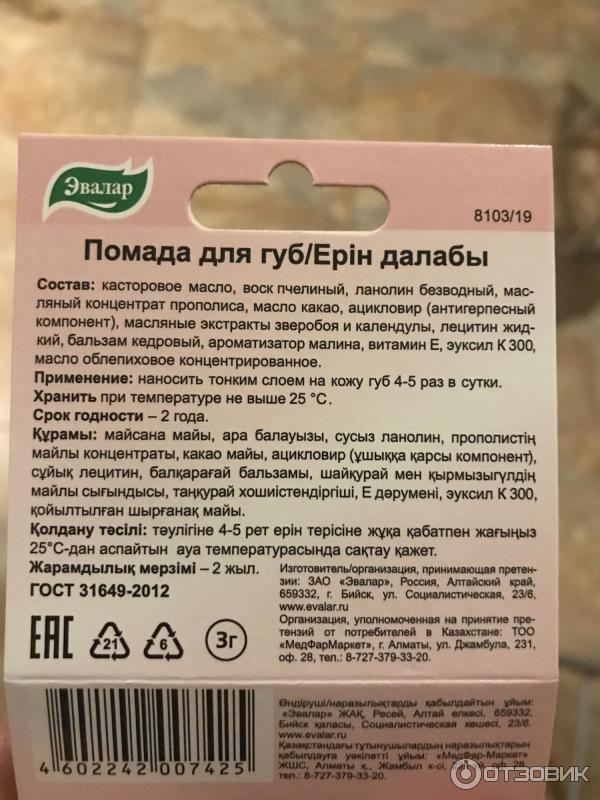 Эвалар
8103/19
Помада для губ/Ерін далабы
Состав: касторовое масло, воск пчелиный, ланолин безводный, мас-
ляный концентрат прополиса, масло какао, ацикловир (антигерпесный
компонент), масляные экстракты зверобоя и календулы, лецитин жид-
кий, бальзам кедровый, ароматизатор малина, витамин Е, эуксил К 300,
масло облепиховое концентрированное.
Применение: наносить тонким слоем на кожу губ 4-5 раз в сутки.
Хранить при температуре не выше 25 °С.
Срок годности – 2 года.
Құрамы: майсана майы, ара балауызы, сусыз ланолин, прополистің
майлы концентраты, какао майы, ацикловир (ұшыққа қарсы компонент),
сұйық лецитин, балқарағай бальзамы, шайқурай мен қырмызыгүлдің
майлы сығындысы, таңқурай хошиістендіргіші, Е дәрумені, эуксил К 300,
қойылтылған шырғанақ майы.
Қолдану тәсілі: тәулігіне 4-5 рет ерін терісіне жұқа қабатпен жағыңыз
25°С-дан аспайтын ауа температурасында сақтау қажет.
Жарамдылық мерзімі – 2 жыл.
ГОСТ 31649-2012
Изготовитель/организация, принимающая претен-
зии: ЗАО «Эвалар», Россия, Алтайский край,
659332, г. Бийск, ул. Социалистическая, 23/6,
www.evalar.ru
Организация, уполномоченная на принятие пре-
тензий от потребителей в Казахстане: ТОО
«МедФарМаркет», г. Алматы, ул. Джамбула, 231,
оф. 28, тел.: 8-727-379-33-20.
EAC 21 6 3г
Өндіруші/наразылықтарды қабылдайтын ұйым:
«Эвалар» ЖАҚ, Ресей, Алтай елкесі, 659332,
Бийск қаласы, Социалистическая көшесі, 23/6.
www.evalar.ru
Қазақстандағы тұтынушылардың наразылықтарын
қабылдауға уәкілетті ұйым: «МедФар-Маркет»
ЖШС, Алматы қ., Жамбыл к-сі,
оф. 28, тел.: 8-727-379-33-20.
4 602242 007425
ОТЗОВИК